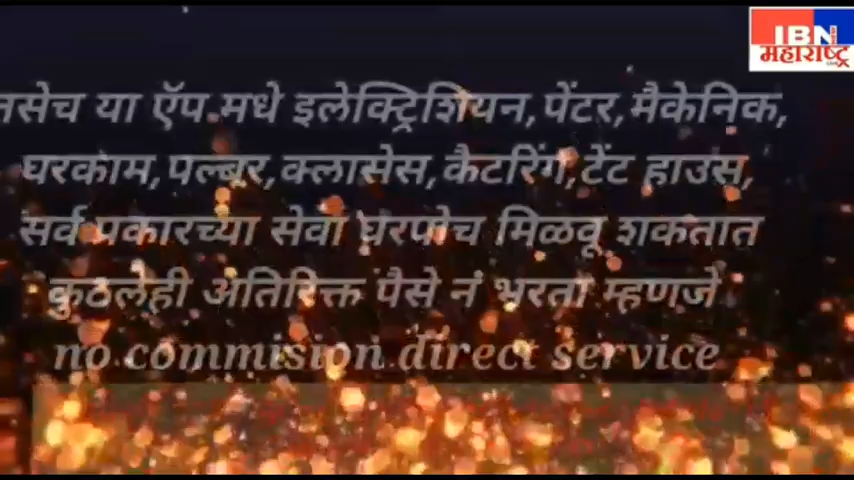 IBN
महाराष्ट्र
या ऍप मधे इलेक्ट्रिशियन,पेंटर,मैकेनिक,
घरकाम,पल्बर,क्लासेस,कैटरिंग,टेंट हाउस,
सर्व प्रकारच्या सेवा घरपोच मिळवू शकतात
कुठलेही अतिरिक्त पैसे नं भरता म्हणजे
no commision direct service